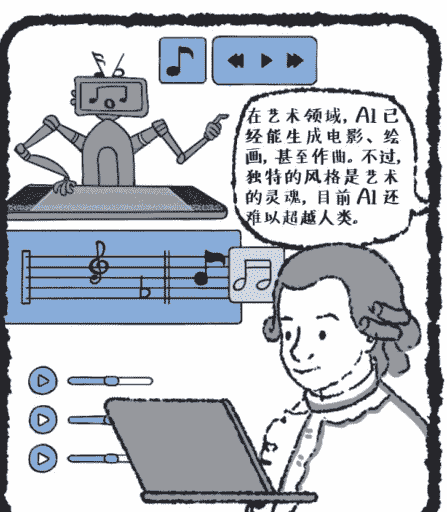 在艺术领域，AI已
经能生成电影、绘
画，甚至作曲。不过，
独特的风格是艺术
的灵魂，目前AI还
难以超越人类。